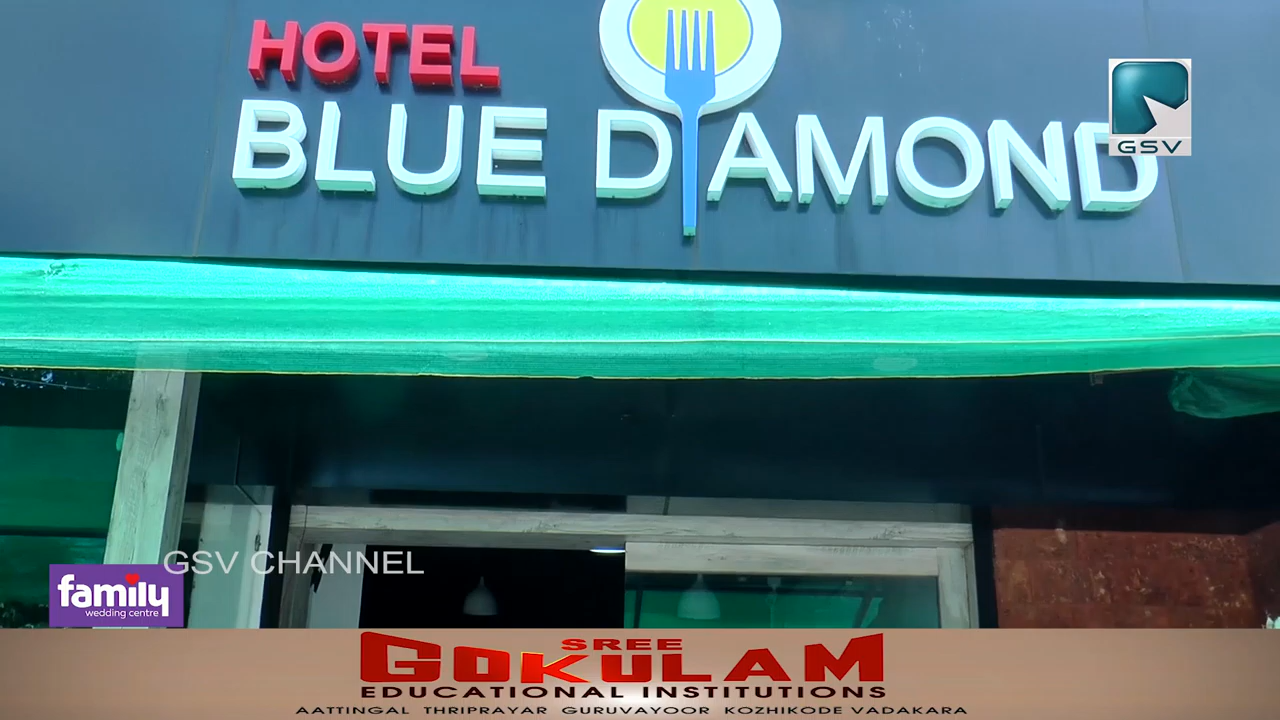 HOTEL
BLUE DIAMOND
GSV
GSV CHANNEL
family
wedding centre
SREE
GOKULAM
EDUCATIONAL INSTITUTIONS
AATTINGAL THRIPRAYAR GURUVAYOOR KOZHIKODE VADAKARA